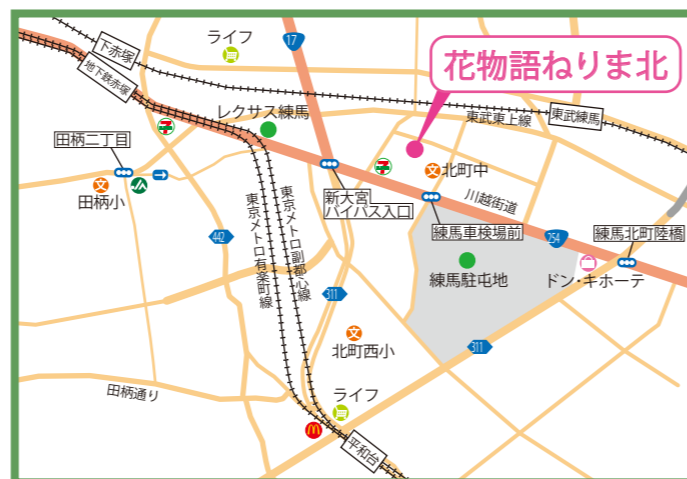 ライフ
17
下赤塚
花物語ねりま北
地下鉄赤塚
レクサス練馬
東武東上線
東武練馬
7
田柄二丁目
7
文
北町中
文
JA
田柄小
新大宮
バイパス入口
川越街道
練馬車検場前
254
練馬北町陸橋
東京メトロ副都心線
東京メトロ有楽町線
442
練馬駐屯地
ドン・キホーテ
311
文
北町西小
311
田柄通り
ライフ
M
平和台